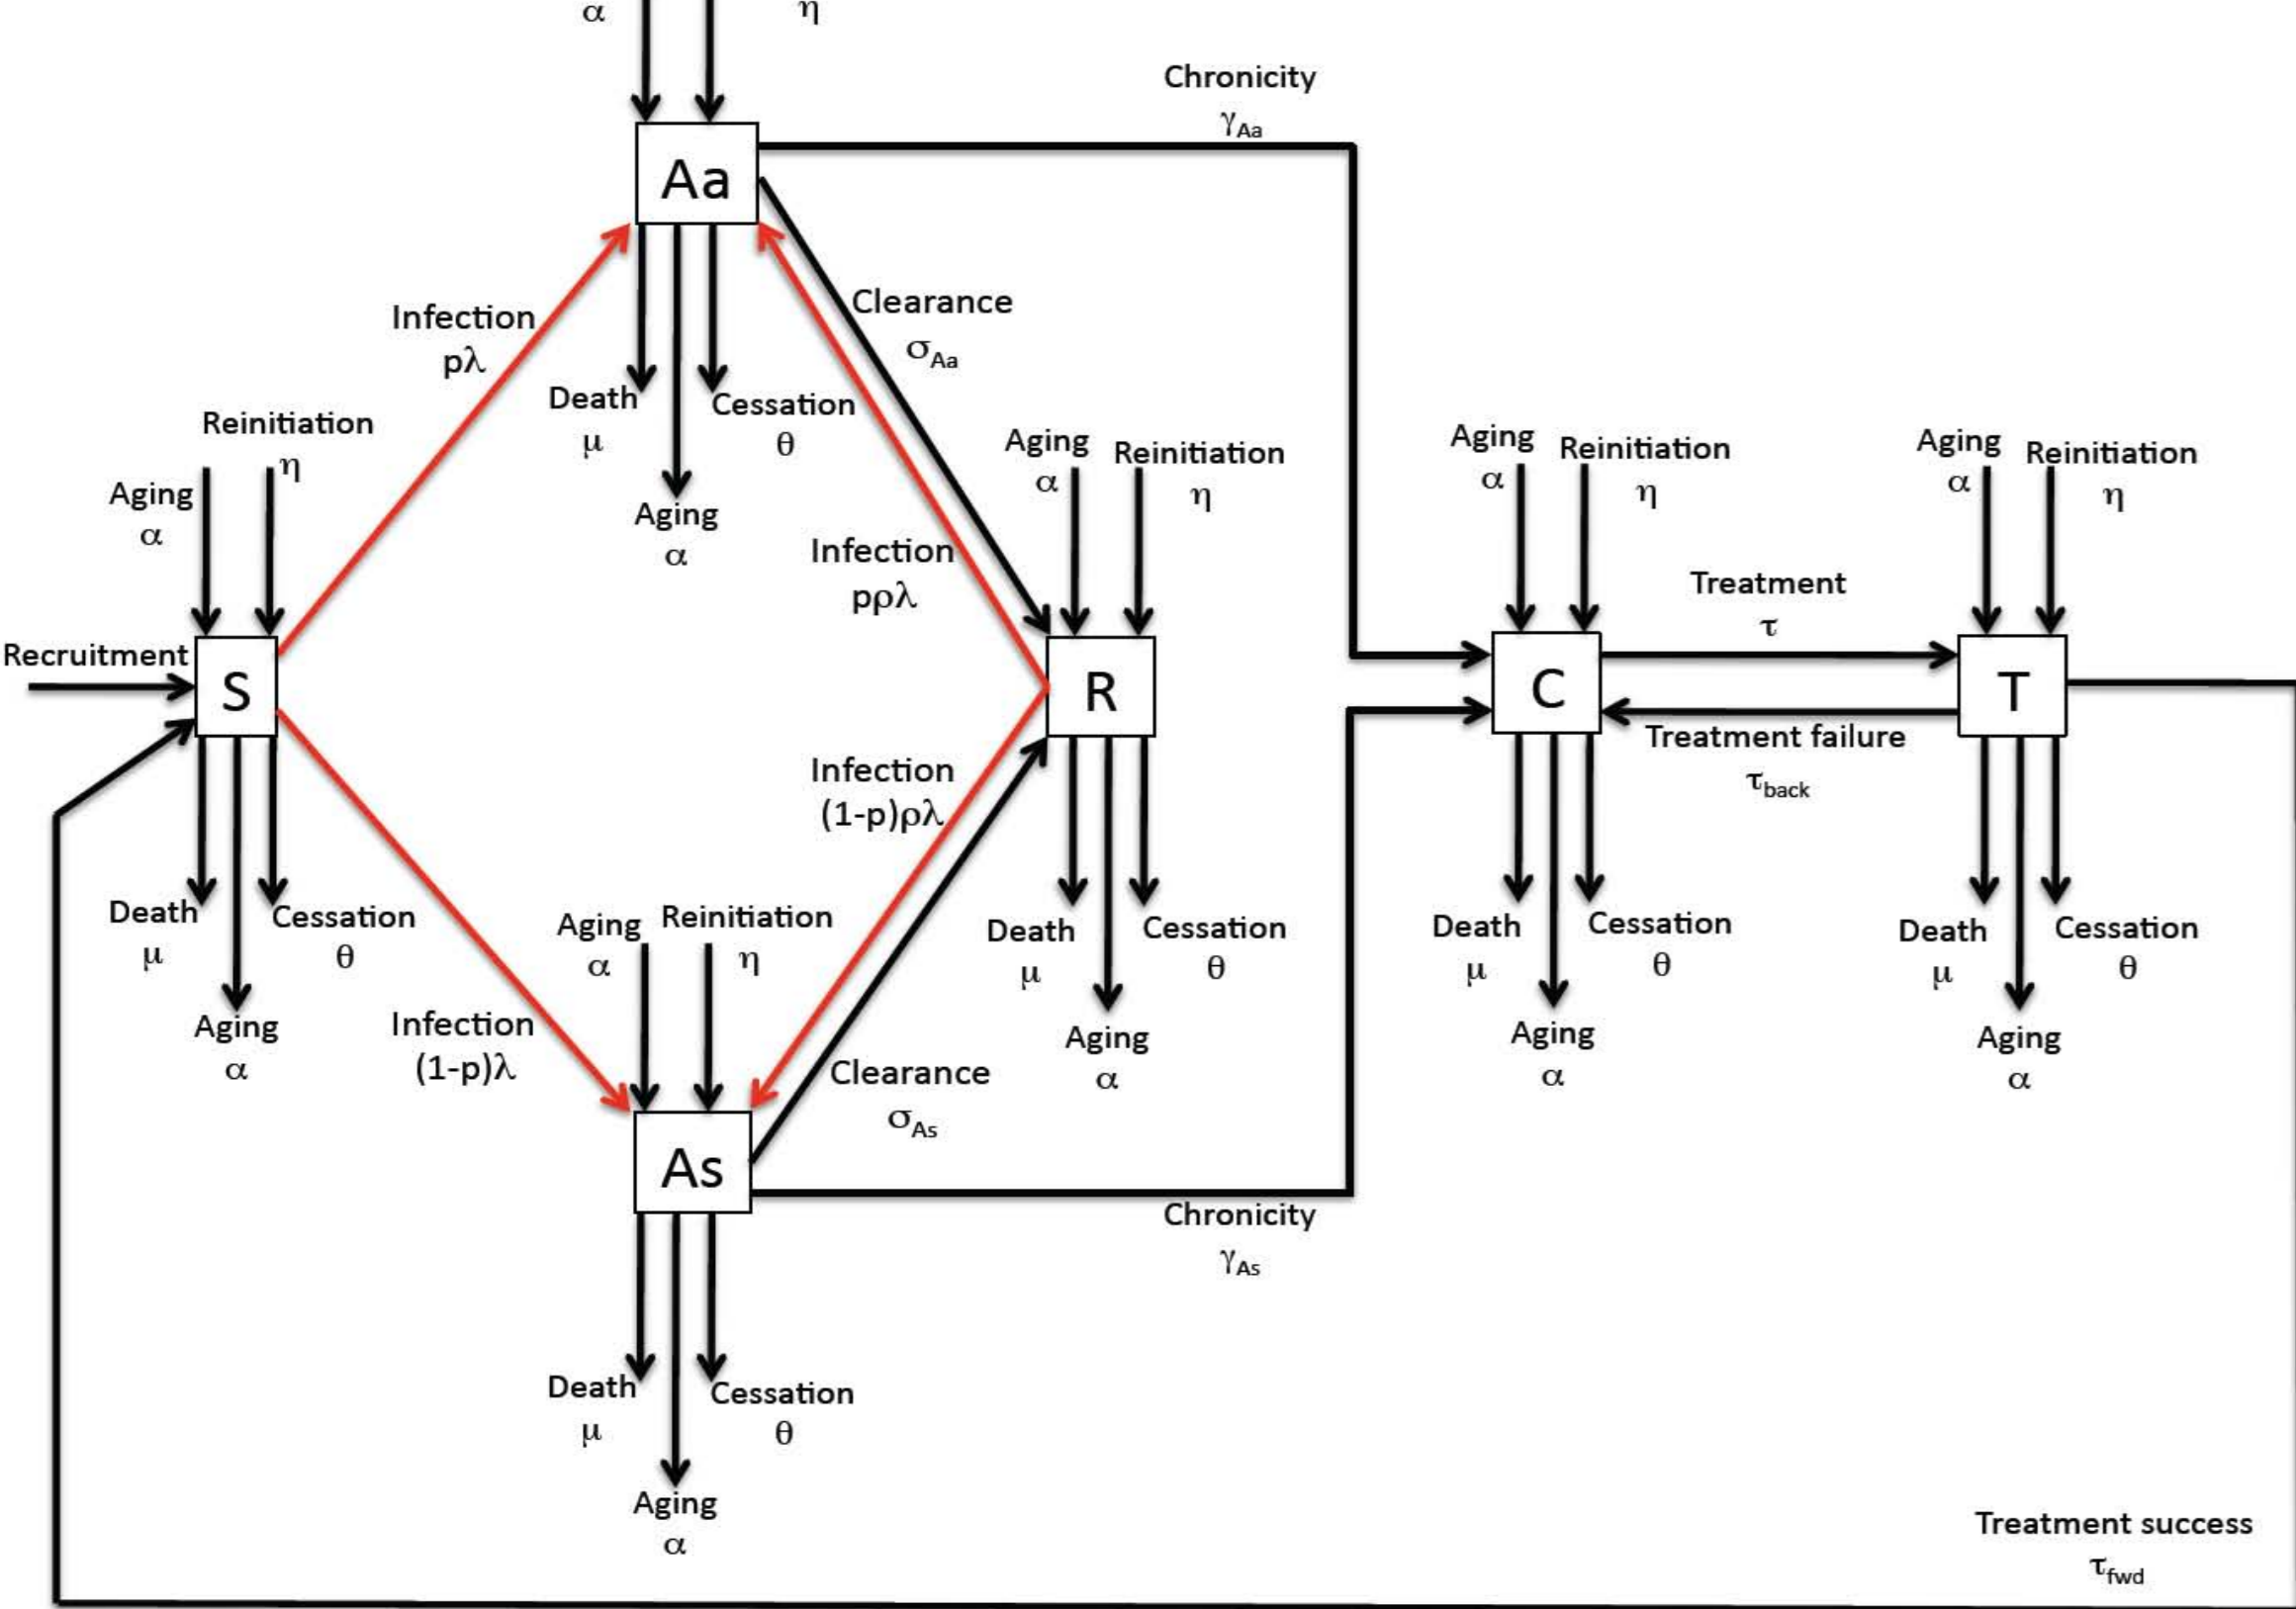 α
η
Chronicity
γAa
Aa
Infection
pλ
Clearance
σAa
Death
μ
Cessation
θ
Aging
α
Reinitiation
η
Aging
α
Aging
α
Reinitiation
η
Aging
α
Reinitiation
η
Aging
α
Reinitiation
η
Infection
pρλ
Treatment
τ
Recruitment
S
R
C
T
Treatment failure
τback
Infection
(1-p)ρλ
Death
μ
Cessation
θ
Aging
α
Aging
α
Reinitiation
η
Death
μ
Cessation
θ
Aging
α
Death
μ
Cessation
θ
Aging
α
Death
μ
Cessation
θ
Aging
α
Infection
(1-p)λ
Clearance
σAs
As
Chronicity
γAs
Death
μ
Cessation
θ
Aging
α
Treatment success
τfwd